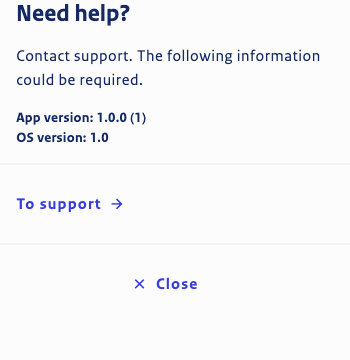 Need help?
Contact support. The following information
could be required.
App version: 1.0.0 (1)
OS version: 1.0
To support →
× Close